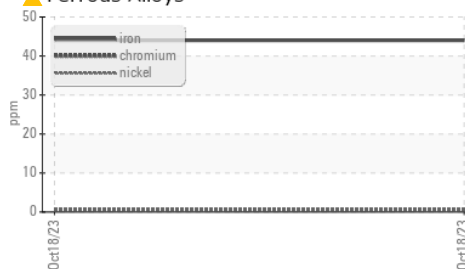 Ferrous Alloys
50
40
30
20
10
0
ppm
iron
chromium
nickel
Oct18/23
Oct18/23